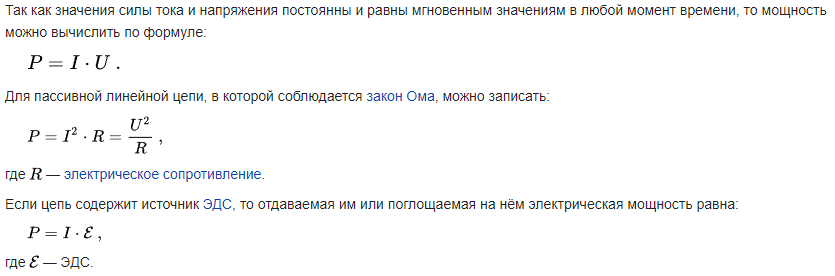 Так как значения силы тока и напряжения постоянны и равны мгновенным значениям в любой момент времени, то мощность
можно вычислить по формуле:
P = I · U .
Для пассивной линейной цепи, в которой соблюдается закон Ома, можно записать:
P = I² · R = U²/R ,
где R — электрическое сопротивление.
Если цепь содержит источник ЭДС, то отдаваемая им или поглощаемая на нём электрическая мощность равна:
P = I · ℰ ,
где ℰ — ЭДС.